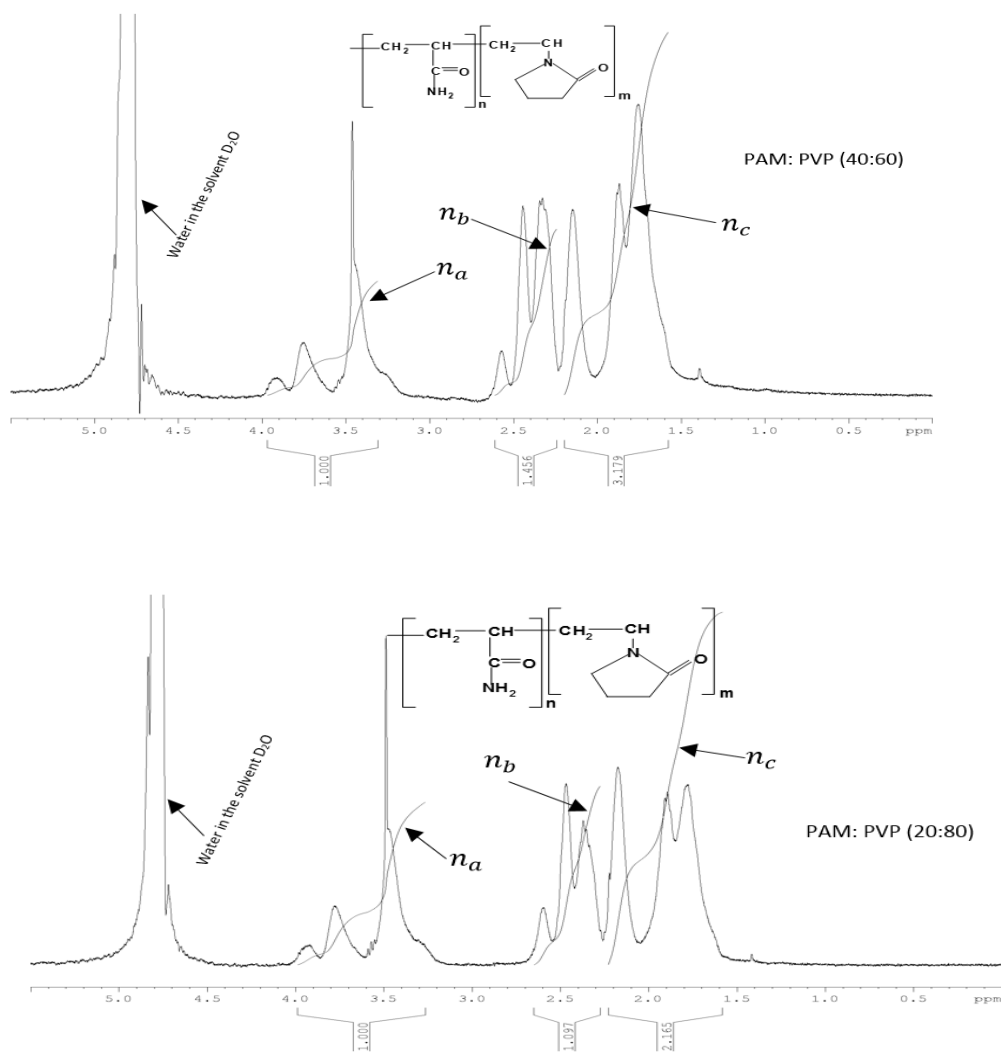 CH₂
CH
CH₂
CH
C
O
NH₂
n
N
O
m
Water in the solvent D₂O
PAM: PVP (40:60)
n_a
n_b
n_c
5.0 4.5 4.0 3.5 3.0 2.5 2.0 1.5 1.0 0.5 ppm
1.000 1.456 3.179
CH₂
CH
CH₂
CH
C
O
NH₂
n
N
O
m
Water in the solvent D₂O
n_b
n_c
n_a
PAM: PVP (20:80)
5.0 4.5 4.0 3.5 3.0 2.5 2.0 1.5 1.0 0.5 ppm
1.000 1.097 2.165